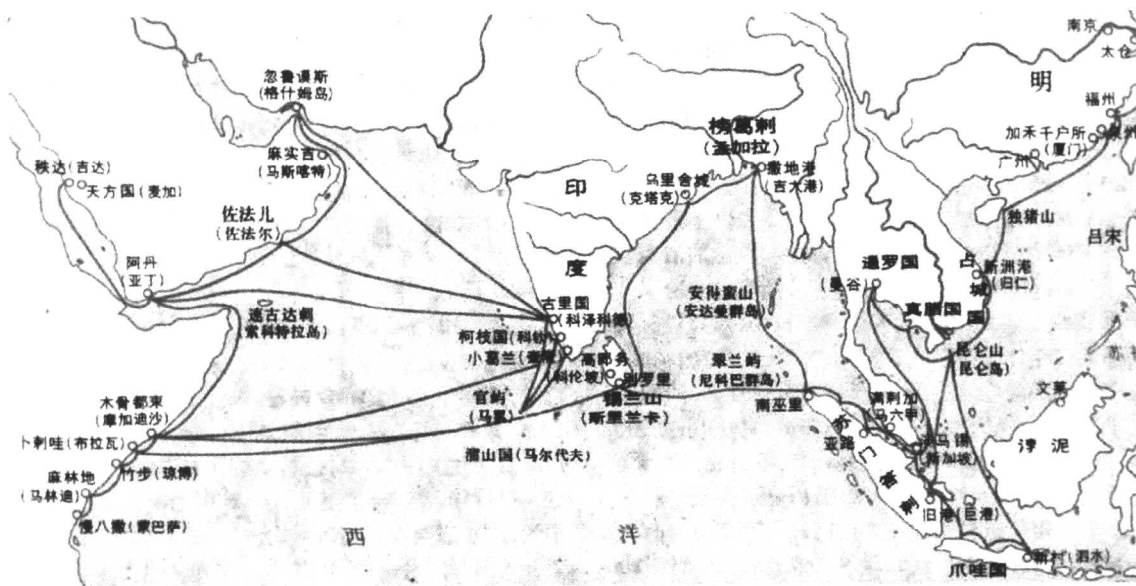 南京
太仓
明
福州
泉州
加禾千户所
(厦门)
广州
忽鲁谟斯
(格什姆岛)
麻实吉
(马斯喀特)
秩达(吉达)
天方国(麦加)
佐法儿
(佐法尔)
阿丹
(亚丁)
速古达剌
(索科特拉岛)
木骨都束
(摩加迪沙)
卜剌哇(布拉瓦)
竹步(琼博)
麻林地
(马林迪)
慢八撒(蒙巴萨)
印
度
古里国
(科泽科德)
柯枝国(科钦)
小葛兰
高郎务
(科伦坡)
别罗里
锡兰山
(斯里兰卡)
官屿
(马累)
溜山国(马尔代夫)
榜葛剌
(孟加拉)
撒地港
(吉大港)
乌里舍城
(克塔克)
安得蛮山
(安达曼群岛)
翠兰屿
(尼科巴群岛)
南巫里
暹罗国
(曼谷)
真腊国
占
城
国
新洲港
(归仁)
独猪山
吕宋
昆仑山
昆仑岛)
满剌加
(马六甲)
亚路
苏
门
答
剌
马锡
(新加坡)
旧港(巨港)
文莱
浡泥
苏
新村(泗水)
爪哇国
西
洋